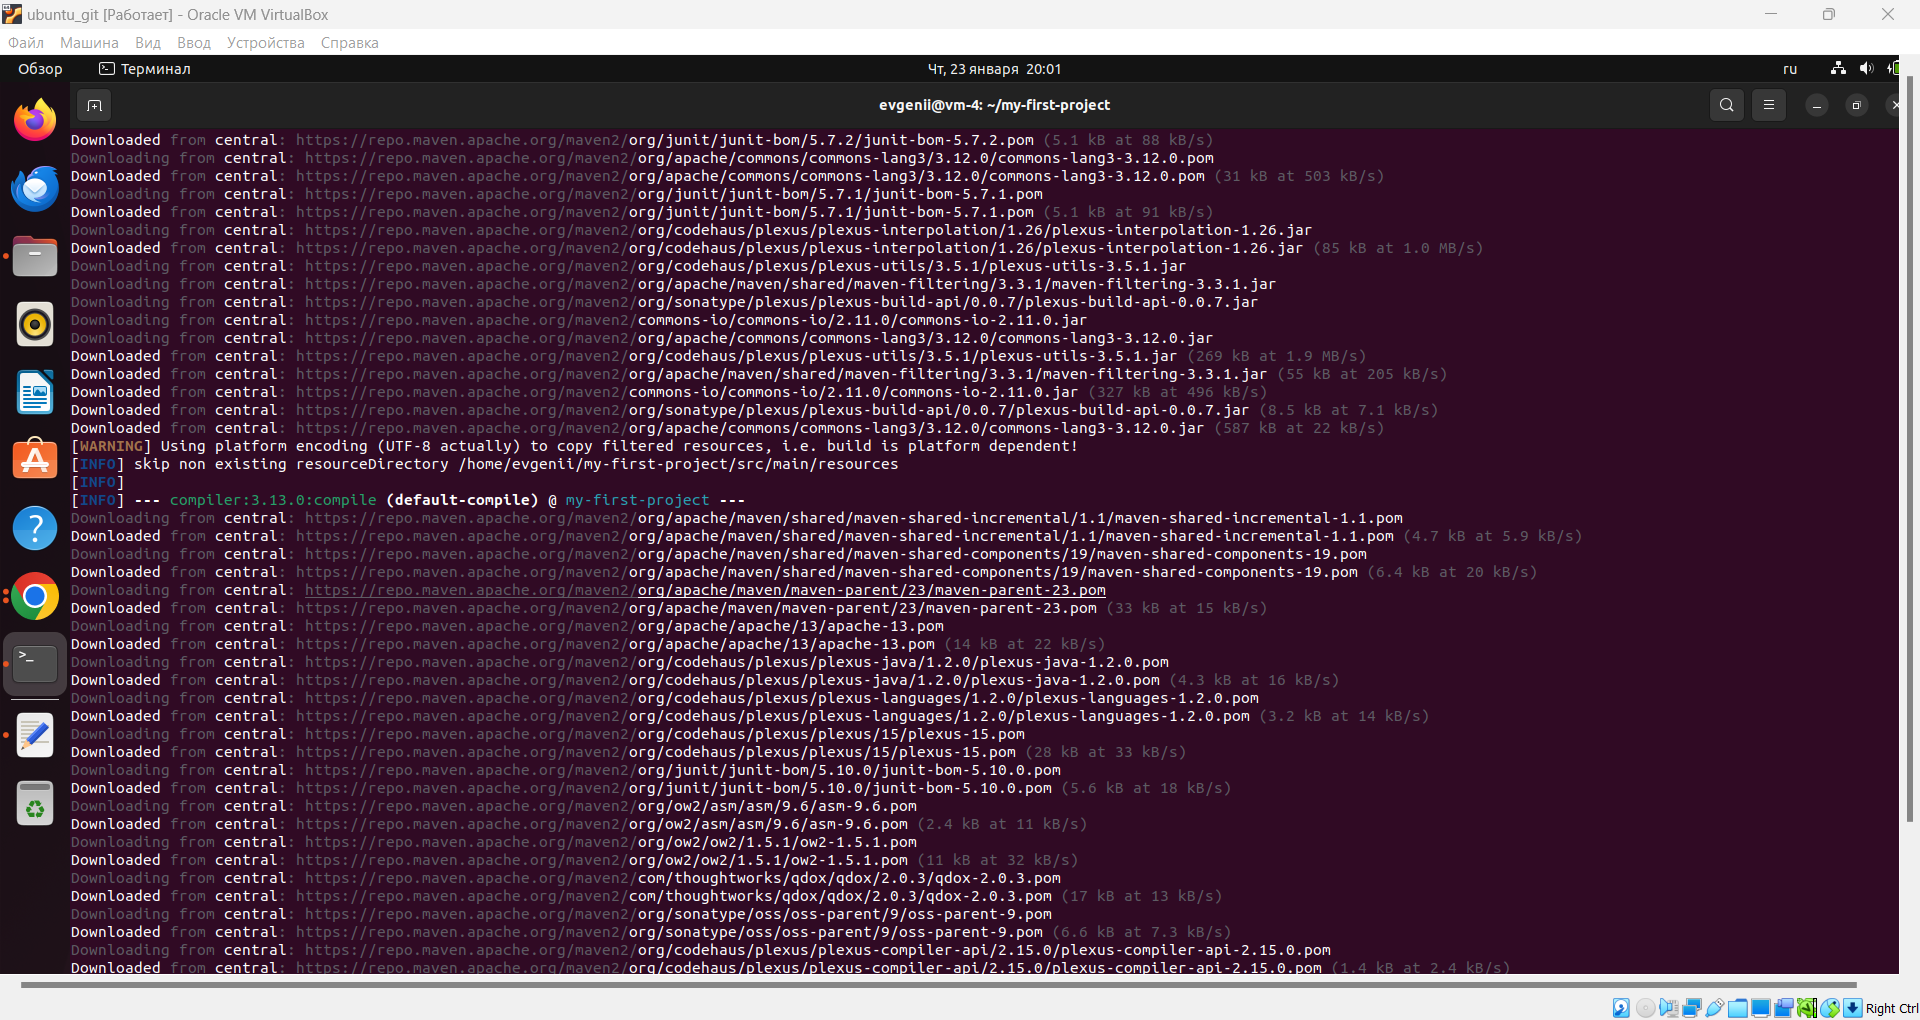 ubuntu_git [Работает] - Oracle VM VirtualBox
Файл Машина Вид Ввод Устройства Справка
Обзор Терминал Чт, 23 января 20:01 ru
evgenii@vm-4: ~/my-first-project
Downloaded from central: https://repo.maven.apache.org/maven2/org/junit/junit-bom/5.7.2/junit-bom-5.7.2.pom (5.1 kB at 88 kB/s)
Downloading from central: https://repo.maven.apache.org/maven2/org/apache/commons/commons-lang3/3.12.0/commons-lang3-3.12.0.pom
Downloaded from central: https://repo.maven.apache.org/maven2/org/apache/commons/commons-lang3/3.12.0/commons-lang3-3.12.0.pom (31 kB at 503 kB/s)
Downloading from central: https://repo.maven.apache.org/maven2/org/junit/junit-bom/5.7.1/junit-bom-5.7.1.pom
Downloaded from central: https://repo.maven.apache.org/maven2/org/junit/junit-bom/5.7.1/junit-bom-5.7.1.pom (5.1 kB at 91 kB/s)
Downloading from central: https://repo.maven.apache.org/maven2/org/codehaus/plexus/plexus-interpolation/1.26/plexus-interpolation-1.26.jar
Downloaded from central: https://repo.maven.apache.org/maven2/org/codehaus/plexus/plexus-interpolation/1.26/plexus-interpolation-1.26.jar (85 kB at 1.0 MB/s)
Downloading from central: https://repo.maven.apache.org/maven2/org/codehaus/plexus/plexus-utils/3.5.1/plexus-utils-3.5.1.jar
Downloading from central: https://repo.maven.apache.org/maven2/org/apache/maven/shared/maven-filtering/3.3.1/maven-filtering-3.3.1.jar
Downloading from central: https://repo.maven.apache.org/maven2/org/sonatype/plexus/plexus-build-api/0.0.7/plexus-build-api-0.0.7.jar
Downloading from central: https://repo.maven.apache.org/maven2/commons-io/commons-io/2.11.0/commons-io-2.11.0.jar
Downloading from central: https://repo.maven.apache.org/maven2/org/apache/commons/commons-lang3/3.12.0/commons-lang3-3.12.0.jar
Downloaded from central: https://repo.maven.apache.org/maven2/org/codehaus/plexus/plexus-utils/3.5.1/plexus-utils-3.5.1.jar (269 kB at 1.9 MB/s)
Downloaded from central: https://repo.maven.apache.org/maven2/org/apache/maven/shared/maven-filtering/3.3.1/maven-filtering-3.3.1.jar (55 kB at 205 kB/s)
Downloaded from central: https://repo.maven.apache.org/maven2/commons-io/commons-io/2.11.0/commons-io-2.11.0.jar (327 kB at 496 kB/s)
Downloaded from central: https://repo.maven.apache.org/maven2/org/sonatype/plexus/plexus-build-api/0.0.7/plexus-build-api-0.0.7.jar (8.5 kB at 7.1 kB/s)
Downloaded from central: https://repo.maven.apache.org/maven2/org/apache/commons/commons-lang3/3.12.0/commons-lang3-3.12.0.jar (587 kB at 22 kB/s)
[WARNING] Using platform encoding (UTF-8 actually) to copy filtered resources, i.e. build is platform dependent!
[INFO] skip non existing resourceDirectory /home/evgenii/my-first-project/src/main/resources
[INFO]
[INFO] --- compiler:3.13.0:compile (default-compile) @ my-first-project ---
Downloading from central: https://repo.maven.apache.org/maven2/org/apache/maven/shared/maven-shared-incremental/1.1/maven-shared-incremental-1.1.pom
Downloaded from central: https://repo.maven.apache.org/maven2/org/apache/maven/shared/maven-shared-incremental/1.1/maven-shared-incremental-1.1.pom (4.7 kB at 5.9 kB/s)
Downloading from central: https://repo.maven.apache.org/maven2/org/apache/maven/shared/maven-shared-components/19/maven-shared-components-19.pom
Downloaded from central: https://repo.maven.apache.org/maven2/org/apache/maven/shared/maven-shared-components/19/maven-shared-components-19.pom (6.4 kB at 20 kB/s)
Downloading from central: https://repo.maven.apache.org/maven2/org/apache/maven/maven-parent/23/maven-parent-23.pom
Downloaded from central: https://repo.maven.apache.org/maven2/org/apache/maven/maven-parent/23/maven-parent-23.pom (33 kB at 15 kB/s)
Downloading from central: https://repo.maven.apache.org/maven2/org/apache/apache/13/apache-13.pom
Downloaded from central: https://repo.maven.apache.org/maven2/org/apache/apache/13/apache-13.pom (14 kB at 22 kB/s)
Downloading from central: https://repo.maven.apache.org/maven2/org/codehaus/plexus/plexus-java/1.2.0/plexus-java-1.2.0.pom
Downloaded from central: https://repo.maven.apache.org/maven2/org/codehaus/plexus/plexus-java/1.2.0/plexus-java-1.2.0.pom (4.3 kB at 16 kB/s)
Downloading from central: https://repo.maven.apache.org/maven2/org/codehaus/plexus/plexus-languages/1.2.0/plexus-languages-1.2.0.pom
Downloaded from central: https://repo.maven.apache.org/maven2/org/codehaus/plexus/plexus-languages/1.2.0/plexus-languages-1.2.0.pom (3.2 kB at 14 kB/s)
Downloading from central: https://repo.maven.apache.org/maven2/org/codehaus/plexus/plexus/15/plexus-15.pom
Downloaded from central: https://repo.maven.apache.org/maven2/org/codehaus/plexus/plexus/15/plexus-15.pom (28 kB at 33 kB/s)
Downloading from central: https://repo.maven.apache.org/maven2/org/junit/junit-bom/5.10.0/junit-bom-5.10.0.pom
Downloaded from central: https://repo.maven.apache.org/maven2/org/junit/junit-bom/5.10.0/junit-bom-5.10.0.pom (5.6 kB at 18 kB/s)
Downloading from central: https://repo.maven.apache.org/maven2/org/ow2/asm/asm/9.6/asm-9.6.pom
Downloaded from central: https://repo.maven.apache.org/maven2/org/ow2/asm/asm/9.6/asm-9.6.pom (2.4 kB at 11 kB/s)
Downloading from central: https://repo.maven.apache.org/maven2/org/ow2/ow2/1.5.1/ow2-1.5.1.pom
Downloaded from central: https://repo.maven.apache.org/maven2/org/ow2/ow2/1.5.1/ow2-1.5.1.pom (11 kB at 32 kB/s)
Downloading from central: https://repo.maven.apache.org/maven2/com/thoughtworks/qdox/qdox/2.0.3/qdox-2.0.3.pom
Downloaded from central: https://repo.maven.apache.org/maven2/com/thoughtworks/qdox/qdox/2.0.3/qdox-2.0.3.pom (17 kB at 13 kB/s)
Downloading from central: https://repo.maven.apache.org/maven2/org/sonatype/oss/oss-parent/9/oss-parent-9.pom
Downloaded from central: https://repo.maven.apache.org/maven2/org/sonatype/oss/oss-parent/9/oss-parent-9.pom (6.6 kB at 7.3 kB/s)
Downloading from central: https://repo.maven.apache.org/maven2/org/codehaus/plexus/plexus-compiler-api/2.15.0/plexus-compiler-api-2.15.0.pom
Downloaded from central: https://repo.maven.apache.org/maven2/org/codehaus/plexus/plexus-compiler-api/2.15.0/plexus-compiler-api-2.15.0.pom (1.4 kB at 2.4 kB/s)
Right Ctrl